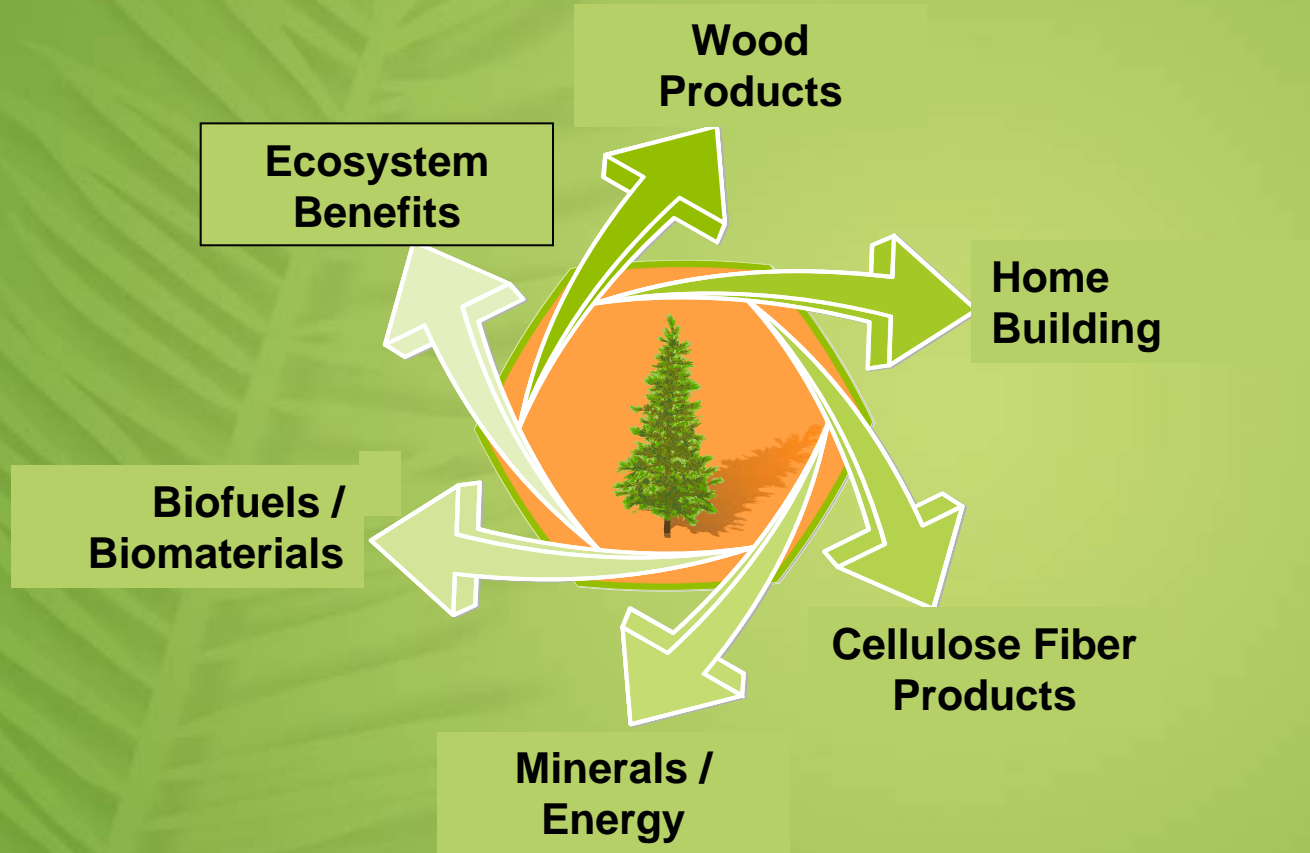 Wood
Products
Ecosystem
Benefits
Home
Building
Biofuels /
Biomaterials
Cellulose Fiber
Products
Minerals /
Energy